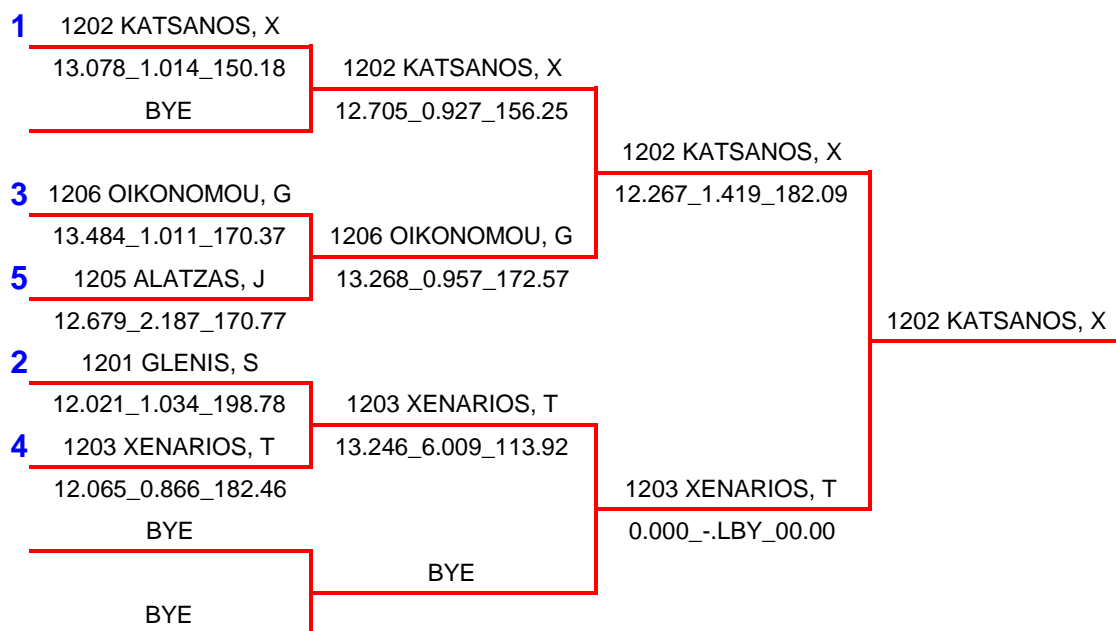 1 1202 KATSANOS, X
13.078_1.014_150.18
BYE
3 1206 OIKONOMOU, G
13.484_1.011_170.37
5 1205 ALATZAS, J
12.679_2.187_170.77
2 1201 GLENIS, S
12.021_1.034_198.78
4 1203 XENARIOS, T
12.065_0.866_182.46
BYE
BYE
1202 KATSANOS, X
12.705_0.927_156.25
1206 OIKONOMOU, G
13.268_0.957_172.57
1203 XENARIOS, T
13.246_6.009_113.92
BYE
1202 KATSANOS, X
12.267_1.419_182.09
1203 XENARIOS, T
0.000_-.LBY_00.00
1202 KATSANOS, X